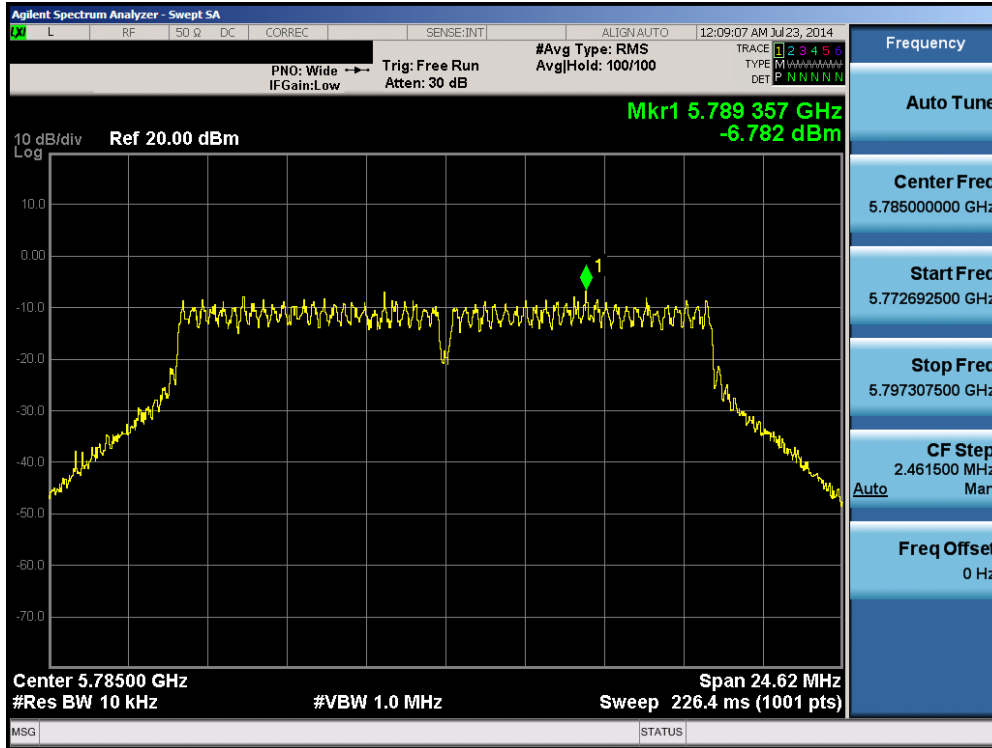 Agilent Spectrum Analyzer - Swept SA
LXI L RF 50 Ω DC CORREC SENSE:INT ALIGN AUTO 12:09:07 AM Jul 23, 2014
PNO: Wide
IFGain:Low
Trig: Free Run
Atten: 30 dB
#Avg Type: RMS
Avg|Hold: 100/100
TRACE 1 2 3 4 5 6
TYPE M
DET P N N N N N
Mkr1 5.789 357 GHz
-6.782 dBm
10 dB/div Ref 20.00 dBm
Log
10.0
0.00
-10.0
-20.0
-30.0
-40.0
-50.0
-60.0
-70.0
1
Center 5.78500 GHz Span 24.62 MHz
#Res BW 10 kHz #VBW 1.0 MHz Sweep 226.4 ms (1001 pts)
MSG STATUS
Frequency
Auto Tune
Center Freq
5.785000000 GHz
Start Freq
5.772692500 GHz
Stop Freq
5.797307500 GHz
CF Step
2.461500 MHz
Auto Man
Freq Offset
0 Hz